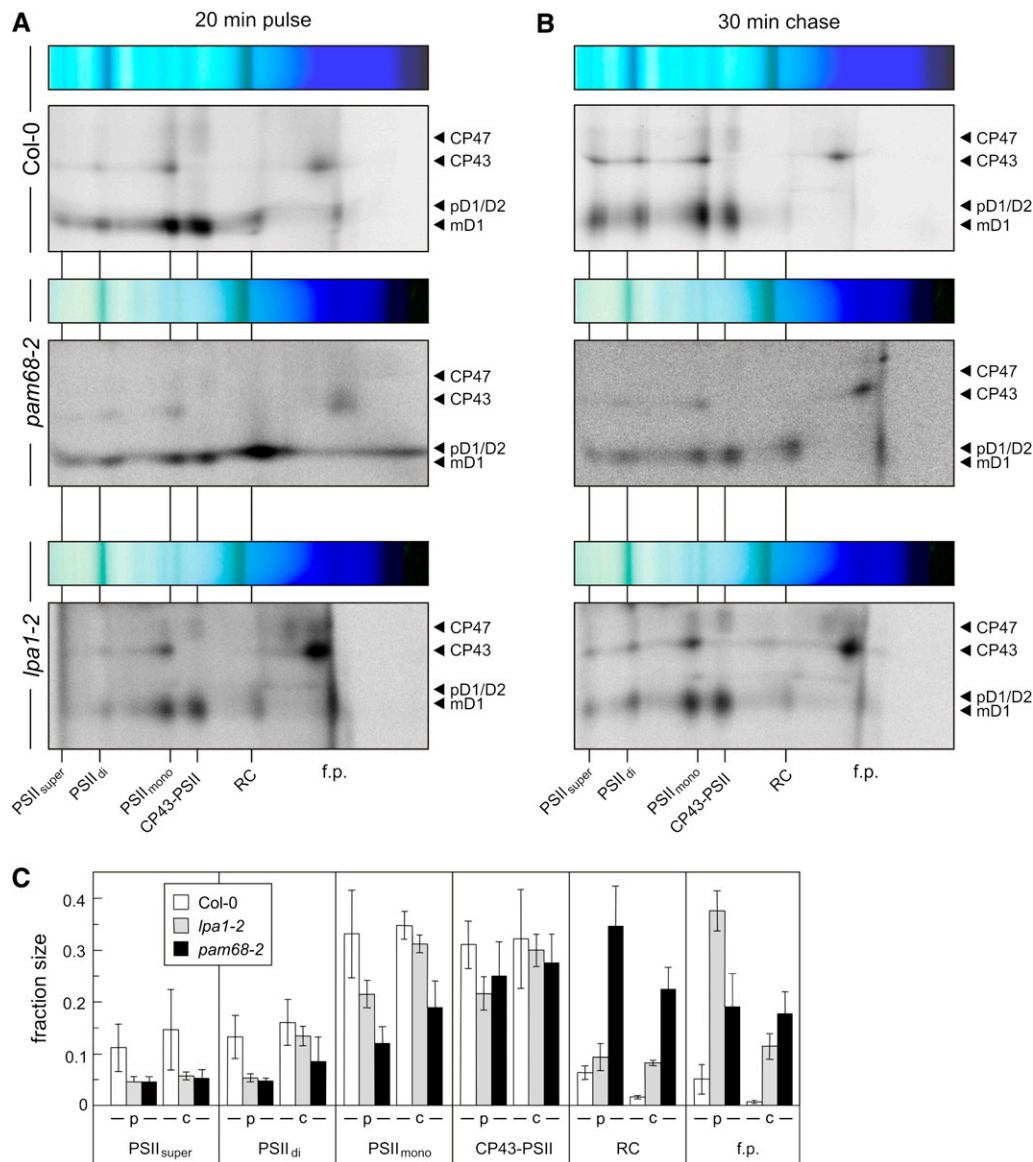 A
20 min pulse
B
30 min chase
Col-0
CP47
CP43
pD1/D2
mD1
CP47
CP43
pD1/D2
mD1
pam68-2
CP47
CP43
pD1/D2
mD1
CP47
CP43
pD1/D2
mD1
lpa1-2
CP47
CP43
pD1/D2
mD1
CP47
CP43
pD1/D2
mD1
PSIIsuper
PSIIdi
PSIImono
CP43-PSII
RC
f.p.
PSIIsuper
PSIIdi
PSIImono
CP43-PSII
RC
f.p.
C
fraction size
0.4
0.3
0.2
0.1
0
Col-0
lpa1-2
pam68-2
p c p c p c p c p c p c
PSIIsuper PSIIdi PSIImono CP43-PSII RC f.p.